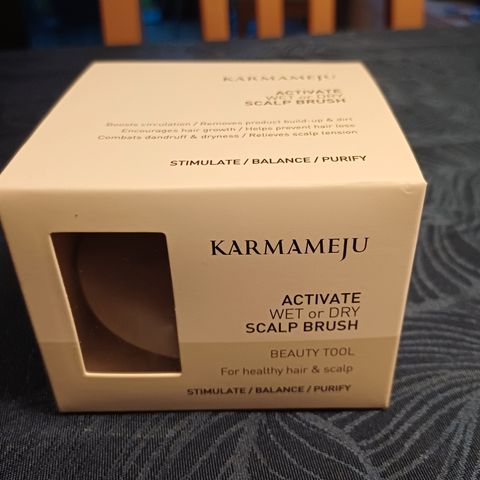 KARMAMEJU
ACTIVATE
WET or DRY
SCALP BRUSH
Boosts circulation / Removes product build-up & dirt
Encourages hair growth / Helps prevent hair loss
Combats dandruff & dryness / Relieves scalp tension
STIMULATE / BALANCE / PURIFY
KARMAMEJU
ACTIVATE
WET or DRY
SCALP BRUSH
BEAUTY TOOL
For healthy hair & scalp
STIMULATE / BALANCE / PURIFY